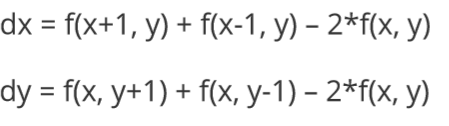 dx = f(x+1, y) + f(x-1, y) – 2*f(x, y)
dy = f(x, y+1) + f(x, y-1) – 2*f(x, y)